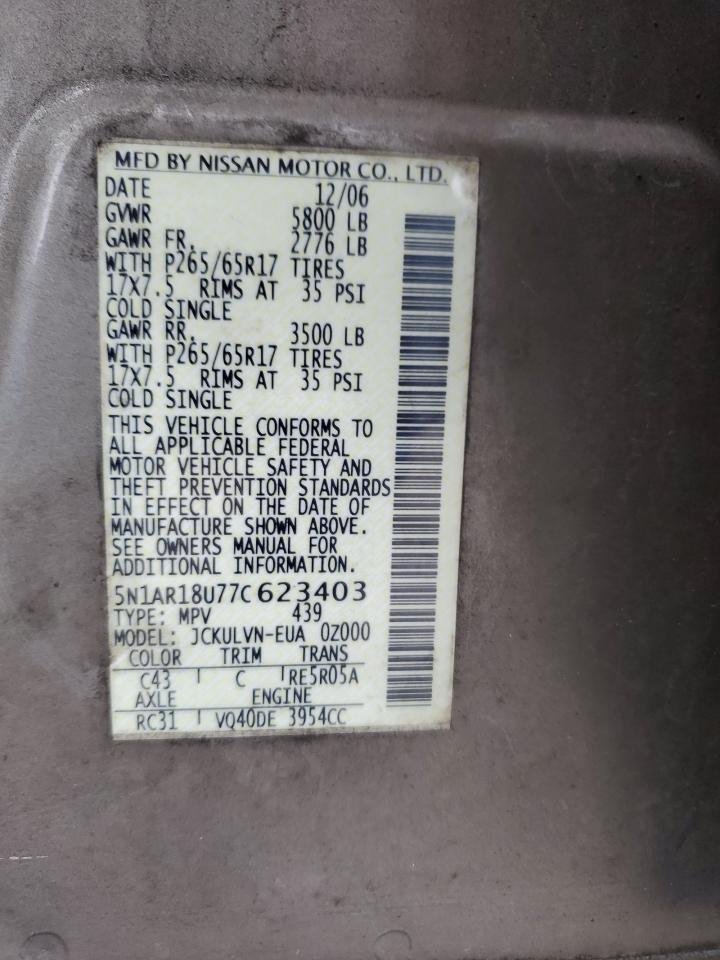 MFD BY NISSAN MOTOR CO., LTD.
DATE 12/06
GVWR 5800 LB
GAWR FR. 2776 LB
WITH P265/65R17 TIRES
17X7.5 RIMS AT 35 PSI
COLD SINGLE
GAWR RR. 3500 LB
WITH P265/65R17 TIRES
17X7.5 RIMS AT 35 PSI
COLD SINGLE
THIS VEHICLE CONFORMS TO
ALL APPLICABLE FEDERAL
MOTOR VEHICLE SAFETY AND
THEFT PREVENTION STANDARDS
IN EFFECT ON THE DATE OF
MANUFACTURE SHOWN ABOVE.
SEE OWNERS MANUAL FOR
ADDITIONAL INFORMATION.
5N1AR18U77C623403
TYPE: MPV 439
MODEL: JCKULVN-EUA 0Z000
COLOR TRIM TRANS
C43 C RE5R05A
AXLE ENGINE
RC31 VQ40DE 3954CC